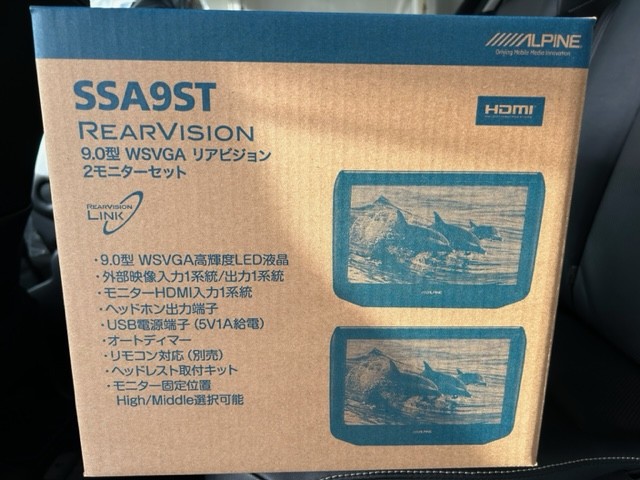 ALPINE
Driving Mobile Media Innovation
SSA9ST
HDMI
REARVISION
9.0型 WSVGA リアビジョン
2モニターセット
REARVISION
LINK
・9.0型 WSVGA高輝度LED液晶
・外部映像入力1系統/出力1系統
・モニターHDMI入力1系統
・ヘッドホン出力端子
・USB電源端子(5V1A給電)
・オートディマー
・リモコン対応(別売)
・ヘッドレスト取付キット
・モニター固定位置
High/Middle選択可能
ALPINE
ALPINE